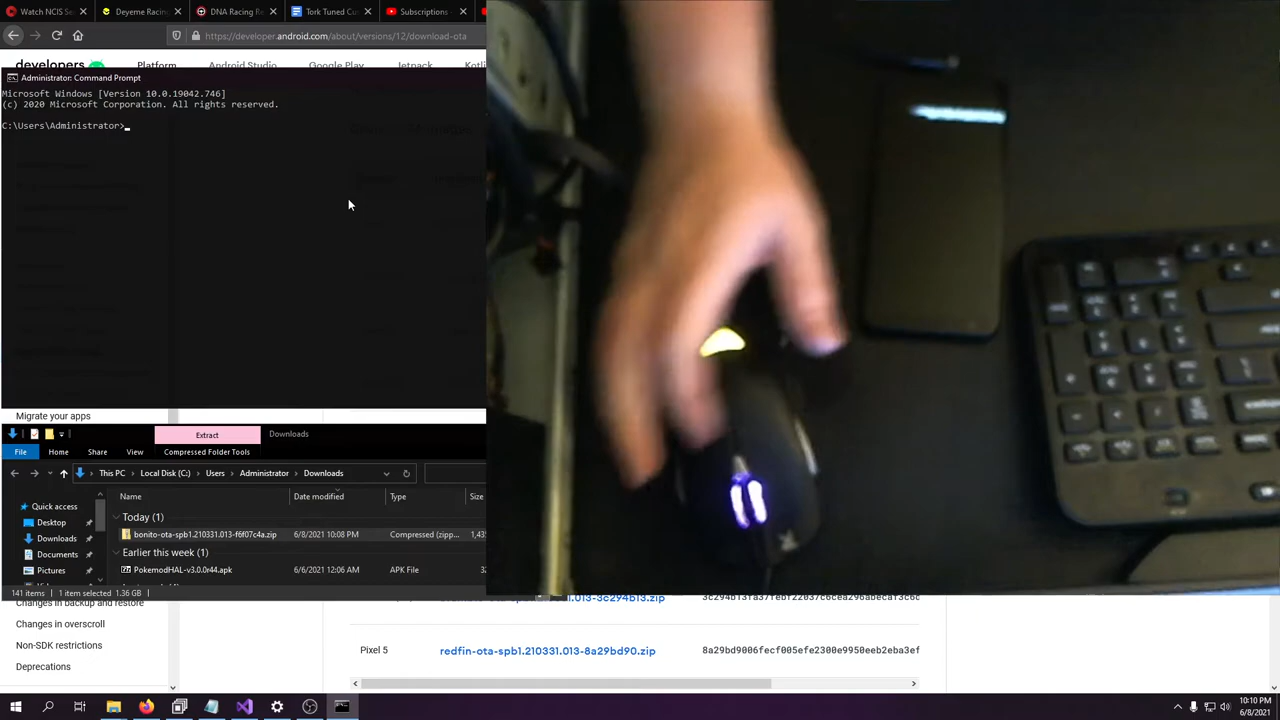 Watch NCIS Se
Deyeme Racin
DNA Racing Re
Tork Tuned Cu
Subscriptions -
https://developer.android.com/about/versions/12/download-ota
developers
Platform
Android Studio
Google Play
Jetpack
Administrator: Command Prompt
Microsoft Windows [Version 10.0.19042.746]
(c) 2020 Microsoft Corporation. All rights reserved.
C:\Users\Administrator>
Migrate your apps
Extract
Downloads
File
Home
Share
View
Compressed Folder Tools
This PC
Local Disk (C:)
Users
Administrator
Downloads
Quick access
Desktop
Downloads
Documents
Pictures
Name
Date modified
Type
Size
Today (1)
bonito-ota-spb1.210331.013-f6f07c4a.zip
6/8/2021 10:08 PM
Compressed (zipp...
1,43
Earlier this week (1)
PokemodHAL-v3.0.0r44.apk
6/6/2021 12:06 AM
APK File
141 items
1 item selected 1.36 GB
Changes in backup and restore
Changes in overscroll
Non-SDK restrictions
Deprecations
Pixel 5
redfin-ota-spb1.210331.013-8a29bd90.zip
8a29bd9006fecf005efe2300e9950eeb2eba3ef
10:10 PM
6/8/2021